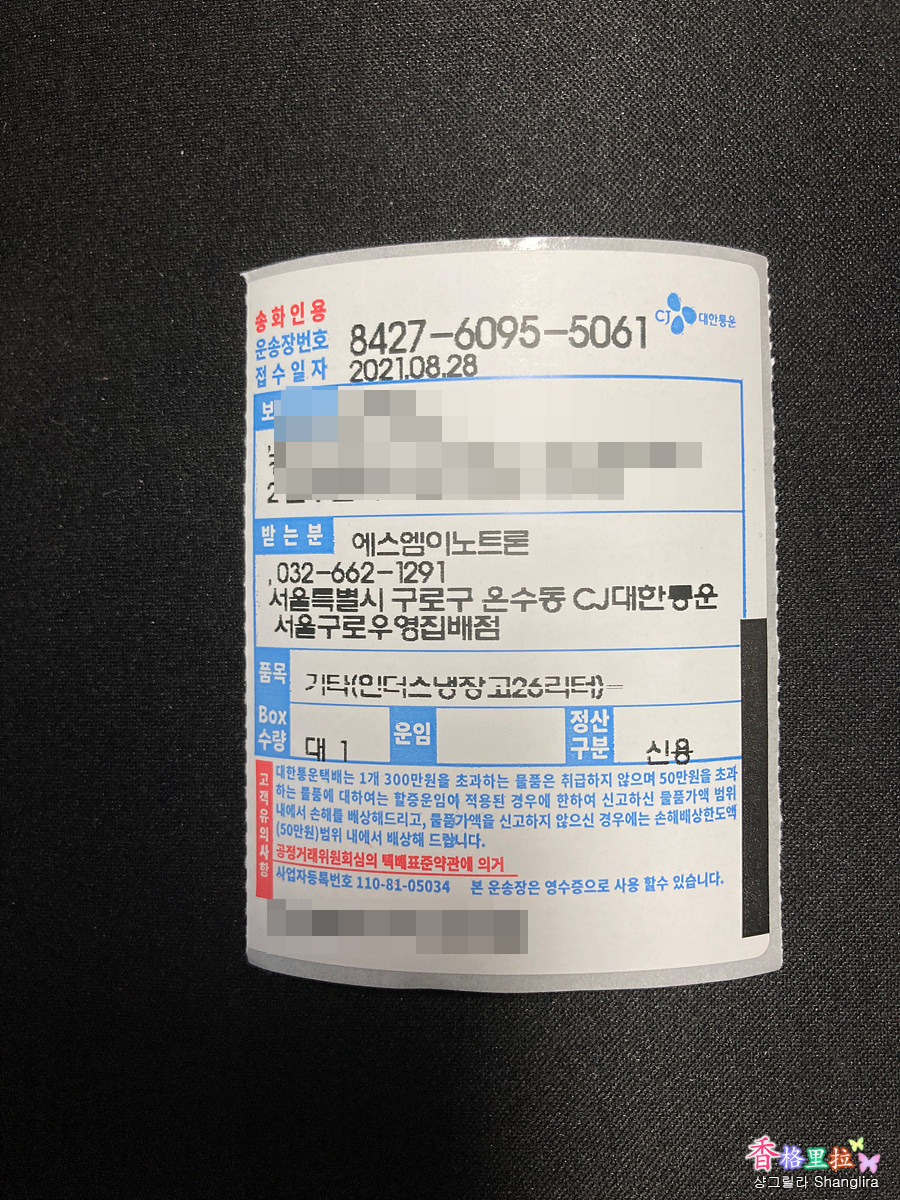 송화인용
운송장번호 8427-6095-5061 CJ대한통운
접수일자 2021.08.28
보
2
받는분 에스엠이노트론
,032-662-1291
서울특별시 구로구 온수동 CJ대한통운
서울구로우영집배점
품목 기타(인더스냉장고26리터)-
Box 수량 대 1 운임 정산 구분 신용
고객유의사항
대한통운택배는 1개 300만원을 초과하는 물품은 취급하지 않으며 50만원을 초과
하는 물품에 대하여는 할증운임이 적용된 경우에 한하여 신고하신 물품가액 범위
내에서 손해를 배상해드리고, 물품가액을 신고하지 않으신 경우에는 손해배상한도액
(50만원)범위 내에서 배상해 드립니다.
공정거래위원회심의 택배표준약관에 의거
사업자등록번호 110-81-05034 본 운송장은 영수증으로 사용 할수 있습니다.
香格里拉
샹그릴라 Shanglira